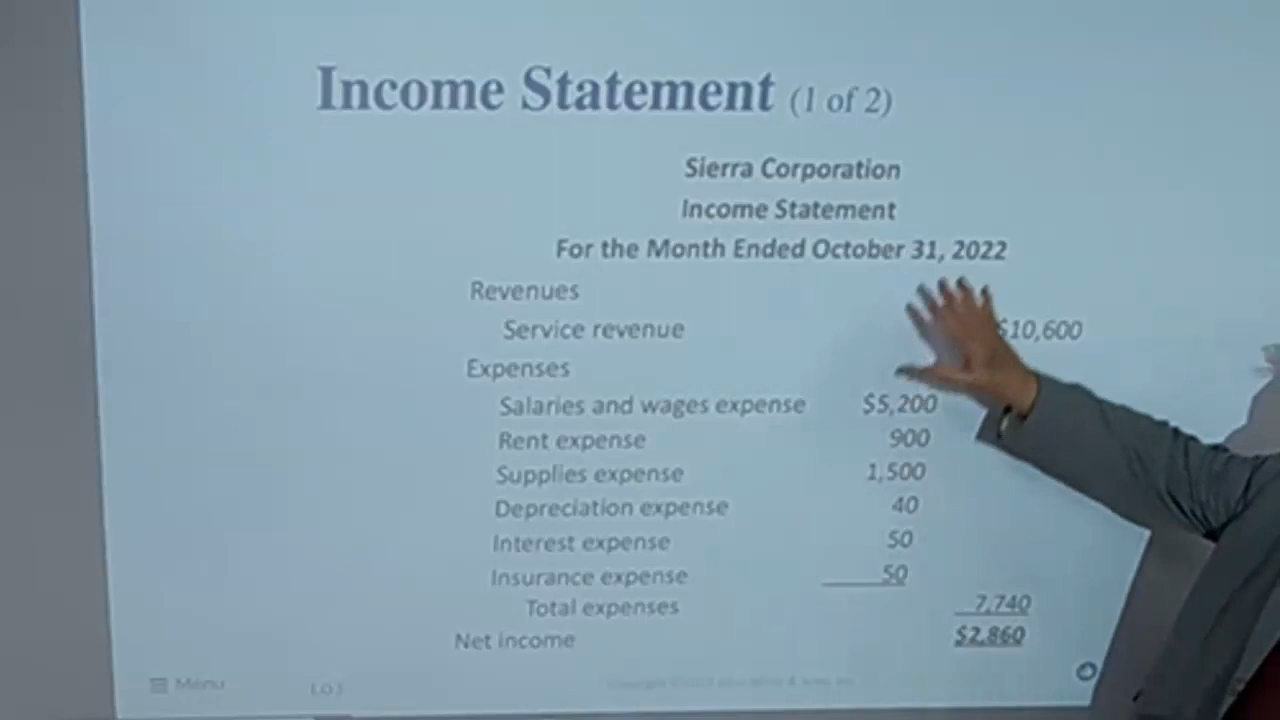 Income Statement (1 of 2)
Sierra Corporation
Income Statement
For the Month Ended October 31, 2022
Revenues
Service revenue $10,600
Expenses
Salaries and wages expense $5,200
Rent expense 900
Supplies expense 1,500
Depreciation expense 40
Interest expense 50
Insurance expense 50
Total expenses 7,740
Net income $2,860
Menu